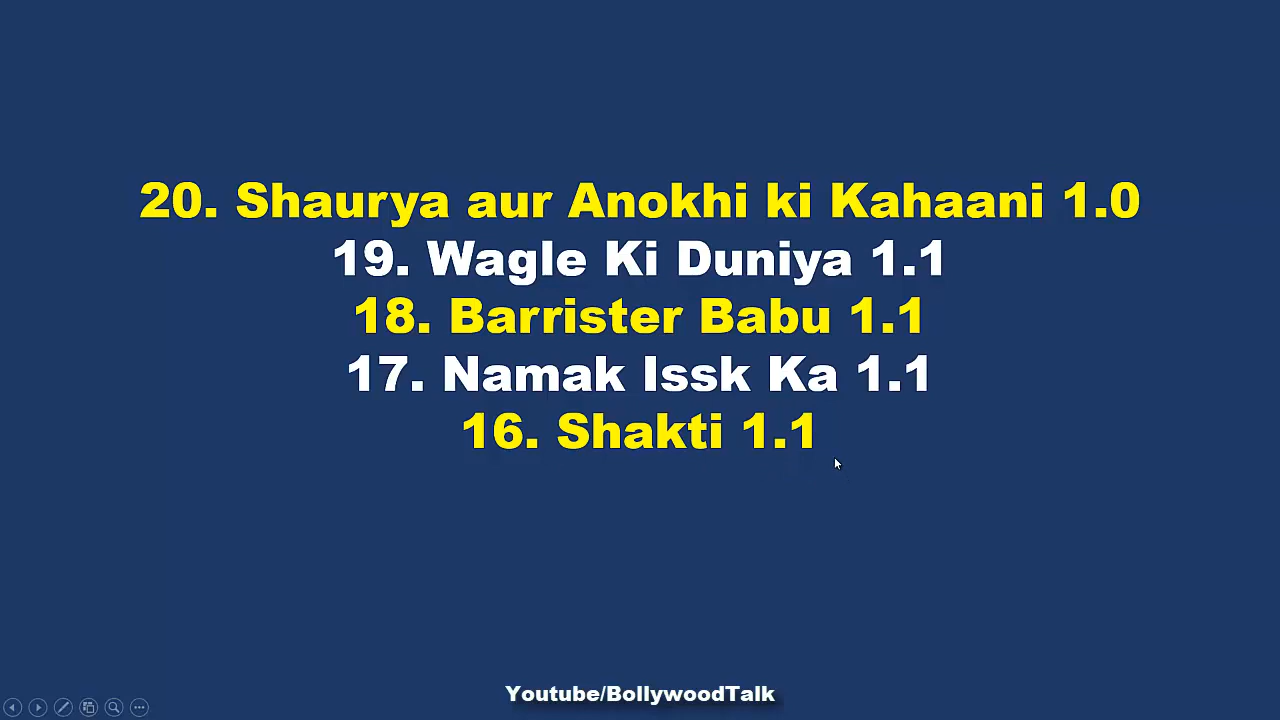 20. Shaurya aur Anokhi ki Kahaani 1.0
19. Wagle Ki Duniya 1.1
18. Barrister Babu 1.1
17. Namak Issk Ka 1.1
16. Shakti 1.1
Youtube/BollywoodTalk